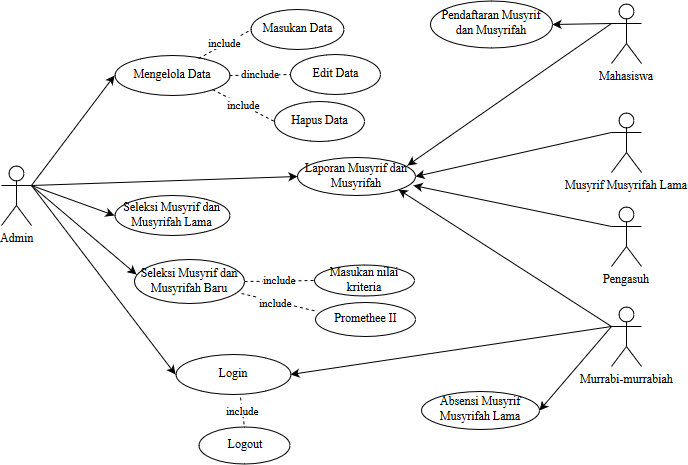 Pendaftaran Musyrif
dan Musyrifah
Mahasiswa
Masukan Data
include
Mengelola Data
dinclude
Edit Data
include
Hapus Data
Laporan Musyrif dan
Musyrifah
Musyrif Musyrifah Lama
Admin
Seleksi Musyrif dan
Musyrifah Lama
Pengasuh
Seleksi Musyrif dan
Musyrifah Baru
include
Masukan nilai
kriteria
include
Promethee II
Login
Murrabi-murrabiah
include
Absensi Musyrif
Musyrifah Lama
Logout